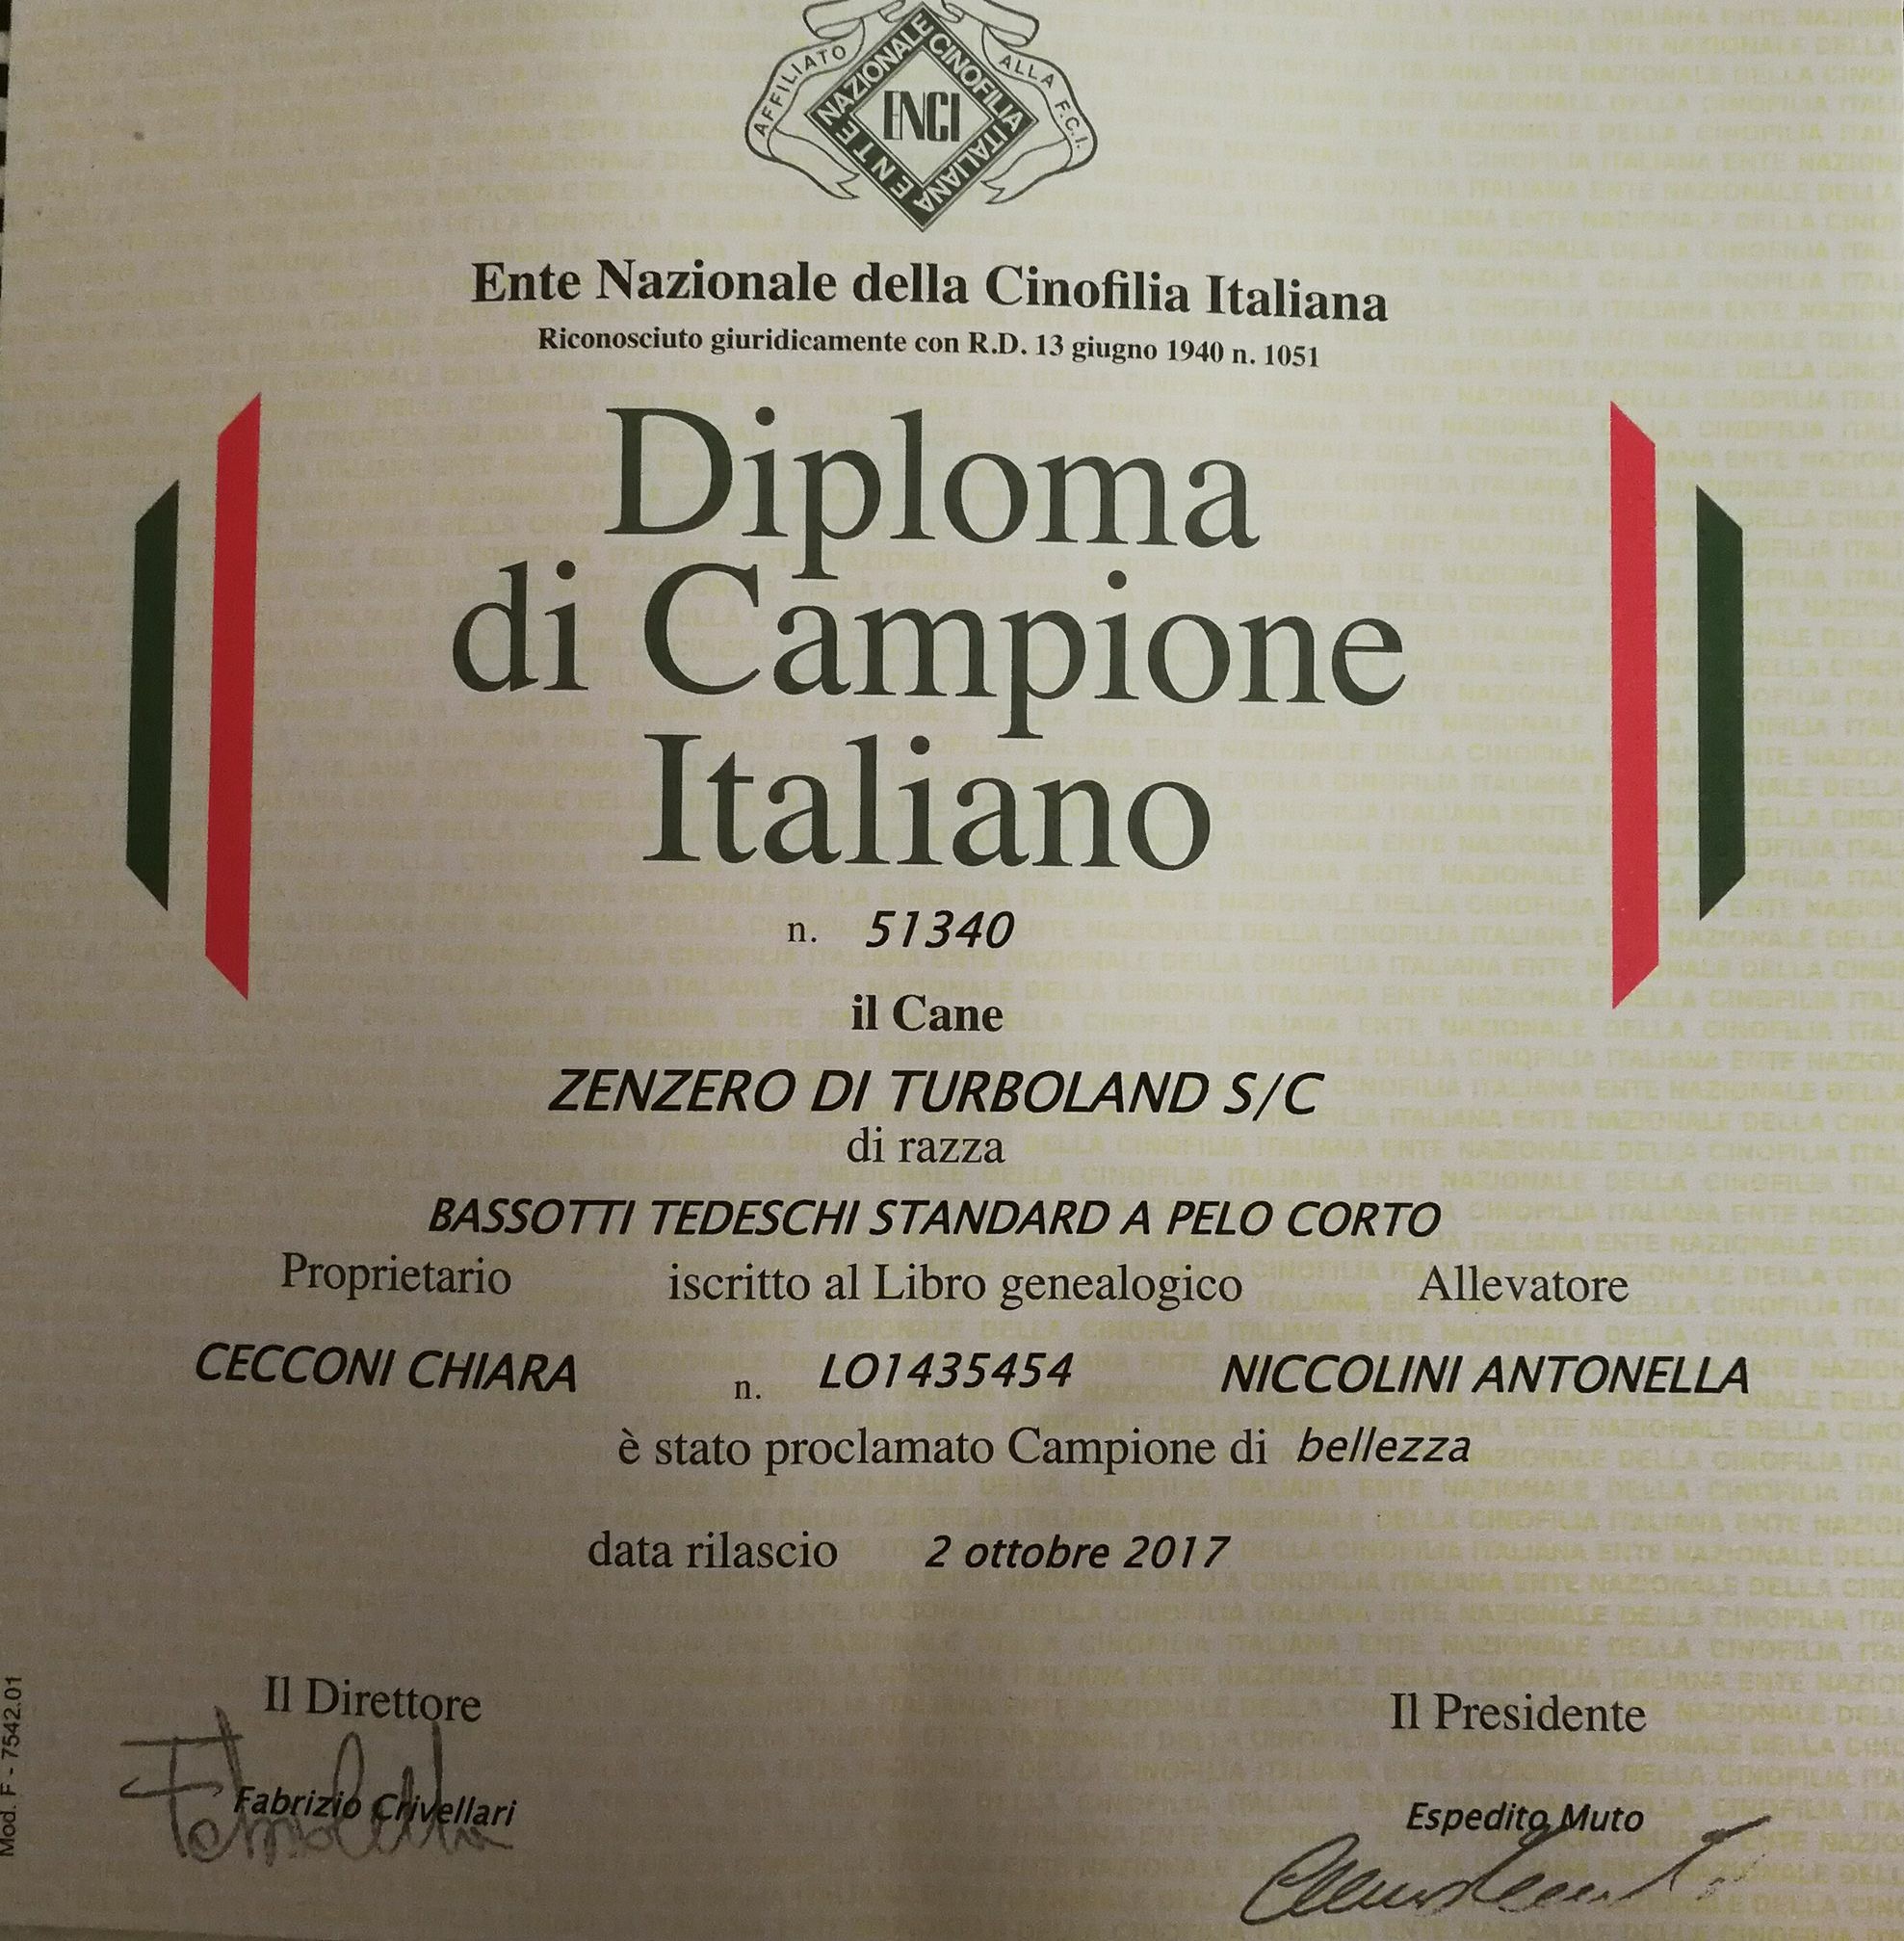 AFFILIATO ALLA F.C.I.
ENTE NAZIONALE CINOFILIA ITALIANA
ENCI
Ente Nazionale della Cinofilia Italiana
Riconosciuto giuridicamente con R.D. 13 giugno 1940 n. 1051
Diploma
di Campione
Italiano
n. 51340
il Cane
ZENZERO DI TURBOLAND S/C
di razza
BASSOTTI TEDESCHI STANDARD A PELO CORTO
Proprietario iscritto al Libro genealogico Allevatore
CECCONI CHIARA n. LO1435454 NICCOLINI ANTONELLA
è stato proclamato Campione di bellezza
data rilascio 2 ottobre 2017
Il Direttore Il Presidente
Fabrizio Crivellari Espedito Muto
Mod. F - 7542.01